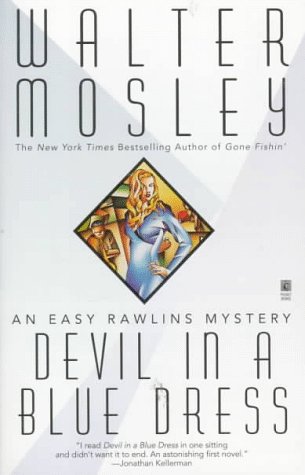 WALTER
MOSLEY
The New York Times Bestselling Author of Gone Fishin'
AN EASY RAWLINS MYSTERY
DEVIL IN A
BLUE DRESS
"I read Devil in a Blue Dress in one sitting
and didn't want it to end. An astonishing first novel."
—Jonathan Kellerman